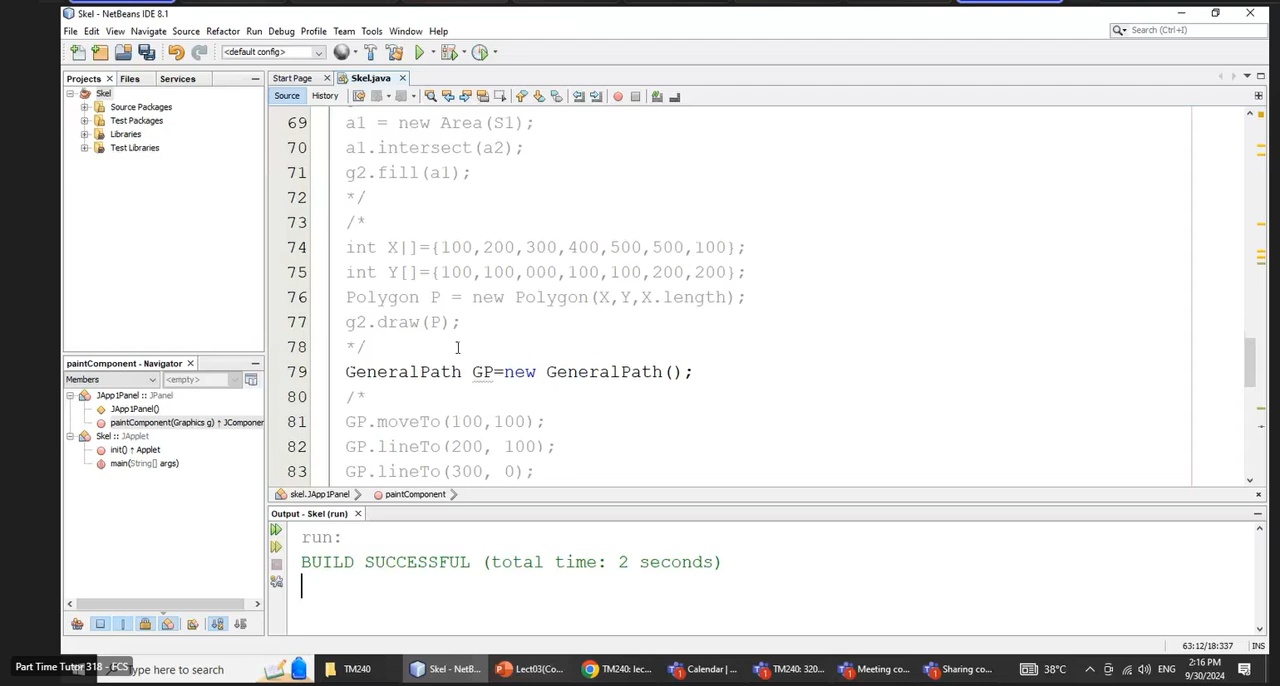 Skel - NetBeans IDE 8.1
File Edit View Navigate Source Refactor Run Debug Profile Team Tools Window Help
Search (Ctrl+I)
<default config>
Projects Files Services
Start Page Skel.java
Skel
Source Packages
Test Packages
Libraries
Test Libraries
Source History
69 a1 = new Area(S1);
70 a1.intersect(a2);
71 g2.fill(a1);
72 */
73 /*
74 int X|]={100,200,300,400,500,500,100};
75 int Y[]={100,100,000,100,100,200,200};
76 Polygon P = new Polygon(X,Y,X.length);
77 g2.draw(P);
78 */
79 GeneralPath GP=new GeneralPath();
80 /*
81 GP.moveTo(100,100);
82 GP.lineTo(200, 100);
83 GP.lineTo(300, 0);
paintComponent - Navigator
Members <empty>
JApp1Panel :: JPanel
JApp1Panel()
paintComponent(Graphics g) ↑ JComponer
Skel :: JApplet
init() ↑ Applet
main(String[] args)
skel.JApp1Panel paintComponent
Output - Skel (run)
run:
BUILD SUCCESSFUL (total time: 2 seconds)
63:12/18:337 INS
Part Time Tutor 318 - FCS
here to search
TM240
Skel - NetB...
Lect03(Co...
TM240: lec...
Calendar | ...
TM240: 320...
Meeting co...
Sharing co...
38°C
ENG
2:16 PM
9/30/2024